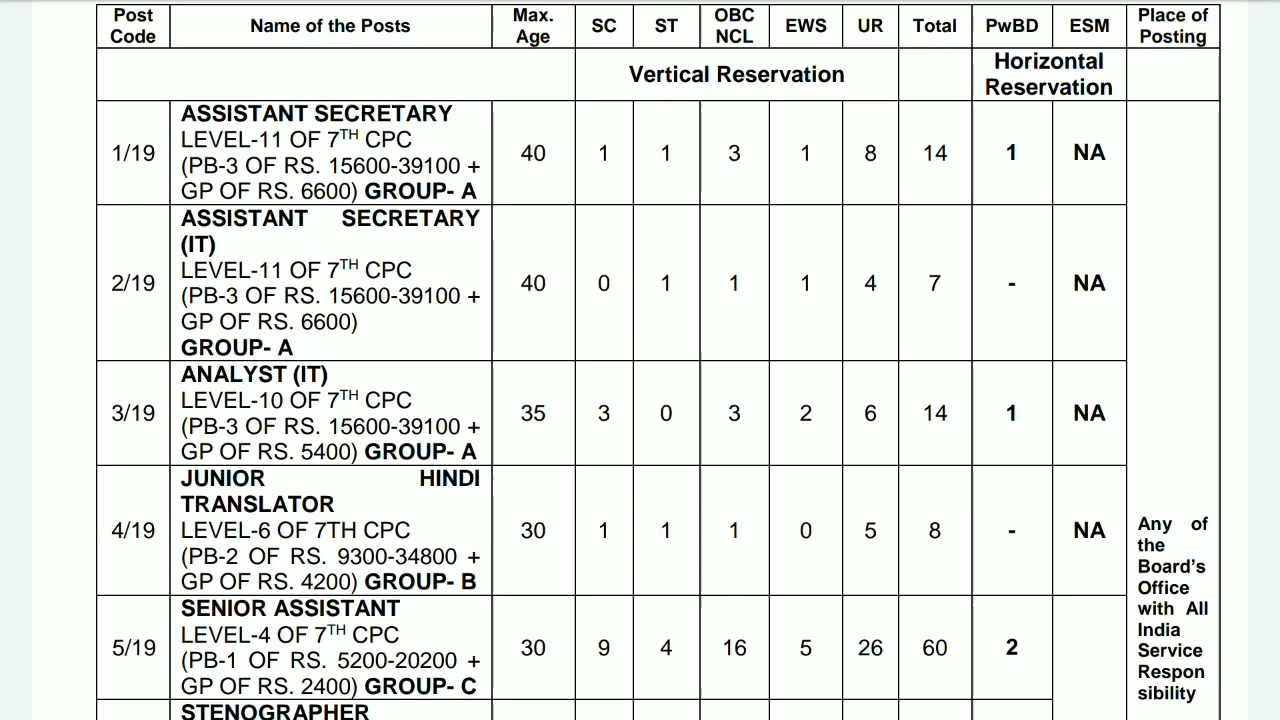 Post Code | Name of the Posts | Max. Age | SC | ST | OBC NCL | EWS | UR | Total | PwBD | ESM | Place of Posting
Vertical Reservation | Horizontal Reservation
1/19 | ASSISTANT SECRETARY
LEVEL-11 OF 7TH CPC
(PB-3 OF RS. 15600-39100 +
GP OF RS. 6600) GROUP- A | 40 | 1 | 1 | 3 | 1 | 8 | 14 | 1 | NA
2/19 | ASSISTANT SECRETARY
(IT)
LEVEL-11 OF 7TH CPC
(PB-3 OF RS. 15600-39100 +
GP OF RS. 6600)
GROUP- A | 40 | 0 | 1 | 1 | 1 | 4 | 7 | - | NA
3/19 | ANALYST (IT)
LEVEL-10 OF 7TH CPC
(PB-3 OF RS. 15600-39100 +
GP OF RS. 5400) GROUP- A | 35 | 3 | 0 | 3 | 2 | 6 | 14 | 1 | NA
4/19 | JUNIOR HINDI
TRANSLATOR
LEVEL-6 OF 7TH CPC
(PB-2 OF RS. 9300-34800 +
GP OF RS. 4200) GROUP- B | 30 | 1 | 1 | 1 | 0 | 5 | 8 | - | NA
5/19 | SENIOR ASSISTANT
LEVEL-4 OF 7TH CPC
(PB-1 OF RS. 5200-20200 +
GP OF RS. 2400) GROUP- C | 30 | 9 | 4 | 16 | 5 | 26 | 60 | 2
STENOGRAPHER
Any of
the
Board's
Office
with All
India
Service
Respon
sibility